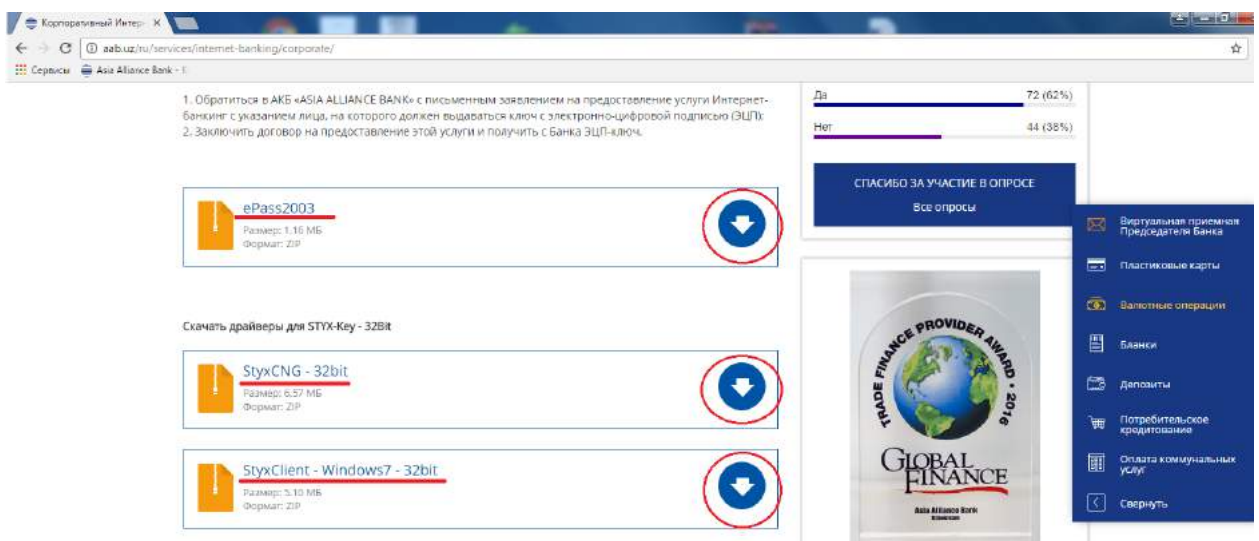 Корпоративный Интер-
aab.uz/ru/services/internet-banking/corporate/
Сервисы
Asia Alliance Bank -
1. Обратиться в АКБ «ASIA ALLIANCE BANK» с письменным заявлением на предоставление услуги Интернет-
банкинг с указанием лица, на которого должен выдаваться ключ с электронно-цифровой подписью (ЭЦП);
2. Заключить договор на предоставление этой услуги и получить с Банка ЭЦП-ключ.
ePass2003
Размер: 1.16 МБ
Формат: ZIP
Скачать драйверы для STYX-Key - 32Bit
StyxCNG - 32bit
Размер: 6.57 МБ
Формат: ZIP
StyxClient - Windows7 - 32bit
Размер: 5.10 МБ
Формат: ZIP
Да 72 (62%)
Нет 44 (38%)
СПАСИБО ЗА УЧАСТИЕ В ОПРОСЕ
Все опросы
TRADE FINANCE PROVIDER AWARD • 2016
GLOBAL
FINANCE
Asia Alliance Bank
Виртуальная приемная
Председателя Банка
Пластиковые карты
Валютные операции
Бланки
Депозиты
Потребительское
кредитование
Оплата коммунальных
услуг
Свернуть